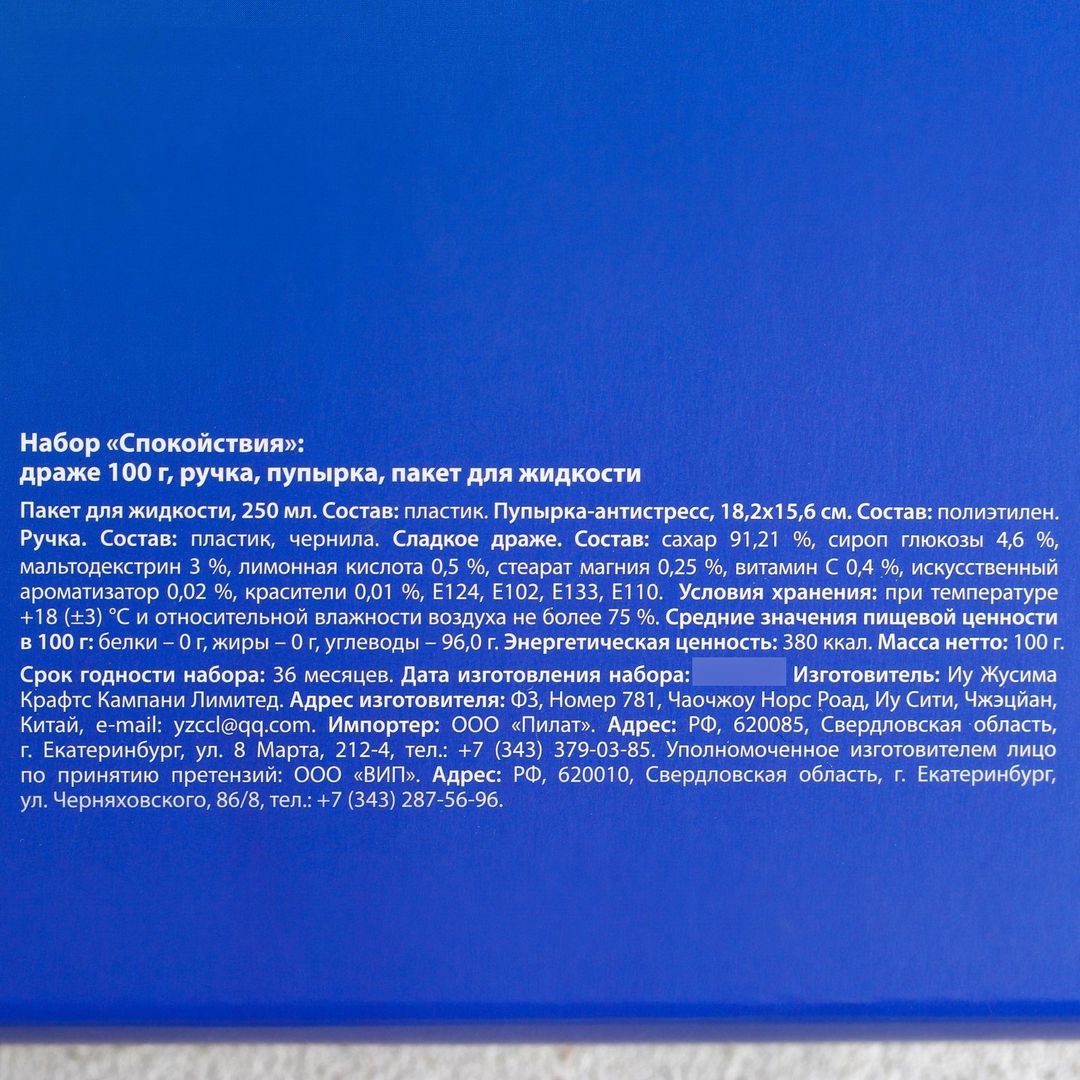 Набор «Спокойствия»:
драже 100 г, ручка, пупырка, пакет для жидкости
Пакет для жидкости, 250 мл. Состав: пластик. Пупырка-антистресс, 18,2x15,6 см. Состав: полиэтилен.
Ручка. Состав: пластик, чернила. Сладкое драже. Состав: сахар 91,21 %, сироп глюкозы 4,6 %,
мальтодекстрин 3 %, лимонная кислота 0,5 %, стеарат магния 0,25 %, витамин С 0,4 %, искусственный
ароматизатор 0,02 %, красители 0,01 %, Е124, Е102, Е133, Е110. Условия хранения: при температуре
+18 (±3) °С и относительной влажности воздуха не более 75 %. Средние значения пищевой ценности
в 100 г: белки – 0 г, жиры – 0 г, углеводы – 96,0 г. Энергетическая ценность: 380 ккал. Масса нетто: 100 г.
Срок годности набора: 36 месяцев. Дата изготовления набора: Изготовитель: Иу Жусима
Крафтс Кампани Лимитед. Адрес изготовителя: Ф3, Номер 781, Чаочжоу Норс Роад, Иу Сити, Чжэцйан,
Китай, e-mail: yzccl@qq.com. Импортер: ООО «Пилат». Адрес: РФ, 620085, Свердловская область,
г. Екатеринбург, ул. 8 Марта, 212-4, тел.: +7 (343) 379-03-85. Уполномоченное изготовителем лицо
по принятию претензий: ООО «ВИП». Адрес: РФ, 620010, Свердловская область, г. Екатеринбург,
ул. Черняховского, 86/8, тел.: +7 (343) 287-56-96.